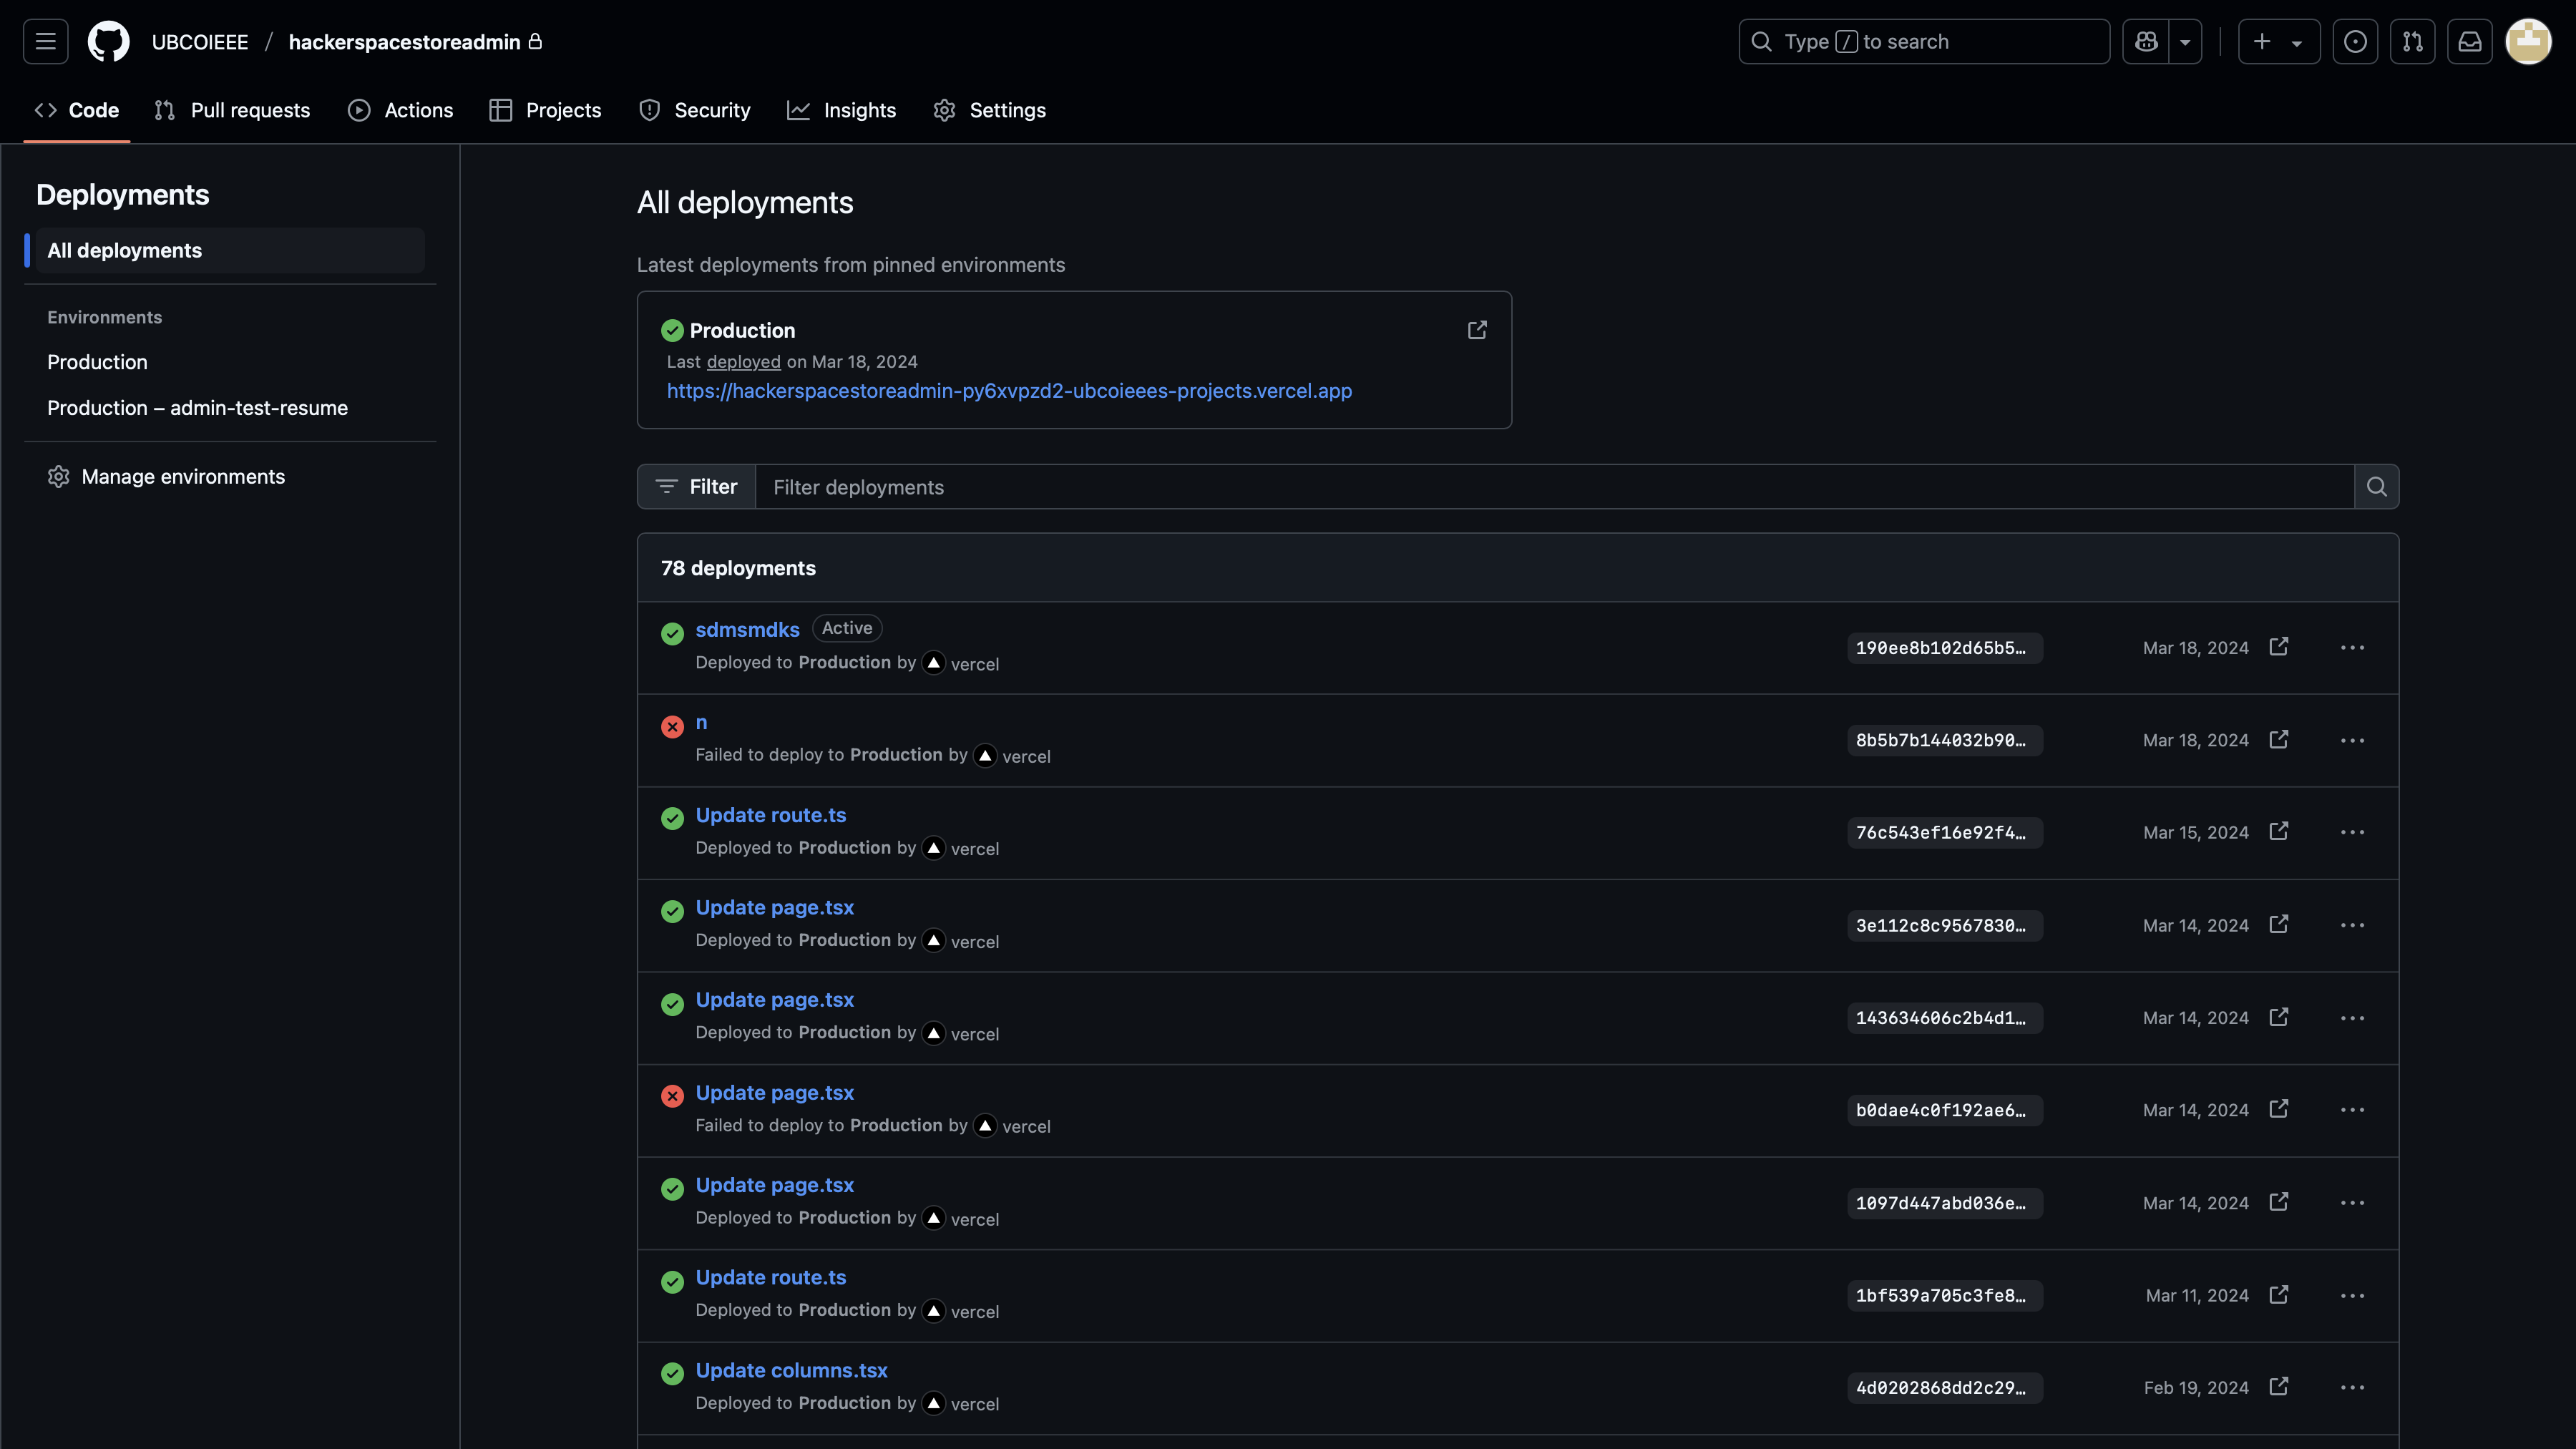 UBCOIEEE / hackerspacestoreadmin
Type / to search
Code
Pull requests
Actions
Projects
Security
Insights
Settings
Deployments
All deployments
Environments
Production
Production – admin-test-resume
Manage environments
All deployments
Latest deployments from pinned environments
Production
Last deployed on Mar 18, 2024
https://hackerspacestoreadmin-py6xvpzd2-ubcoieees-projects.vercel.app
Filter
Filter deployments
78 deployments
sdmsmdks Active
Deployed to Production by vercel
190ee8b102d65b5…
Mar 18, 2024
n
Failed to deploy to Production by vercel
8b5b7b144032b90…
Mar 18, 2024
Update route.ts
Deployed to Production by vercel
76c543ef16e92f4…
Mar 15, 2024
Update page.tsx
Deployed to Production by vercel
3e112c8c9567830…
Mar 14, 2024
Update page.tsx
Deployed to Production by vercel
143634606c2b4d1…
Mar 14, 2024
Update page.tsx
Failed to deploy to Production by vercel
b0dae4c0f192ae6…
Mar 14, 2024
Update page.tsx
Deployed to Production by vercel
1097d447abd036e…
Mar 14, 2024
Update route.ts
Deployed to Production by vercel
1bf539a705c3fe8…
Mar 11, 2024
Update columns.tsx
Deployed to Production by vercel
4d0202868dd2c29…
Feb 19, 2024